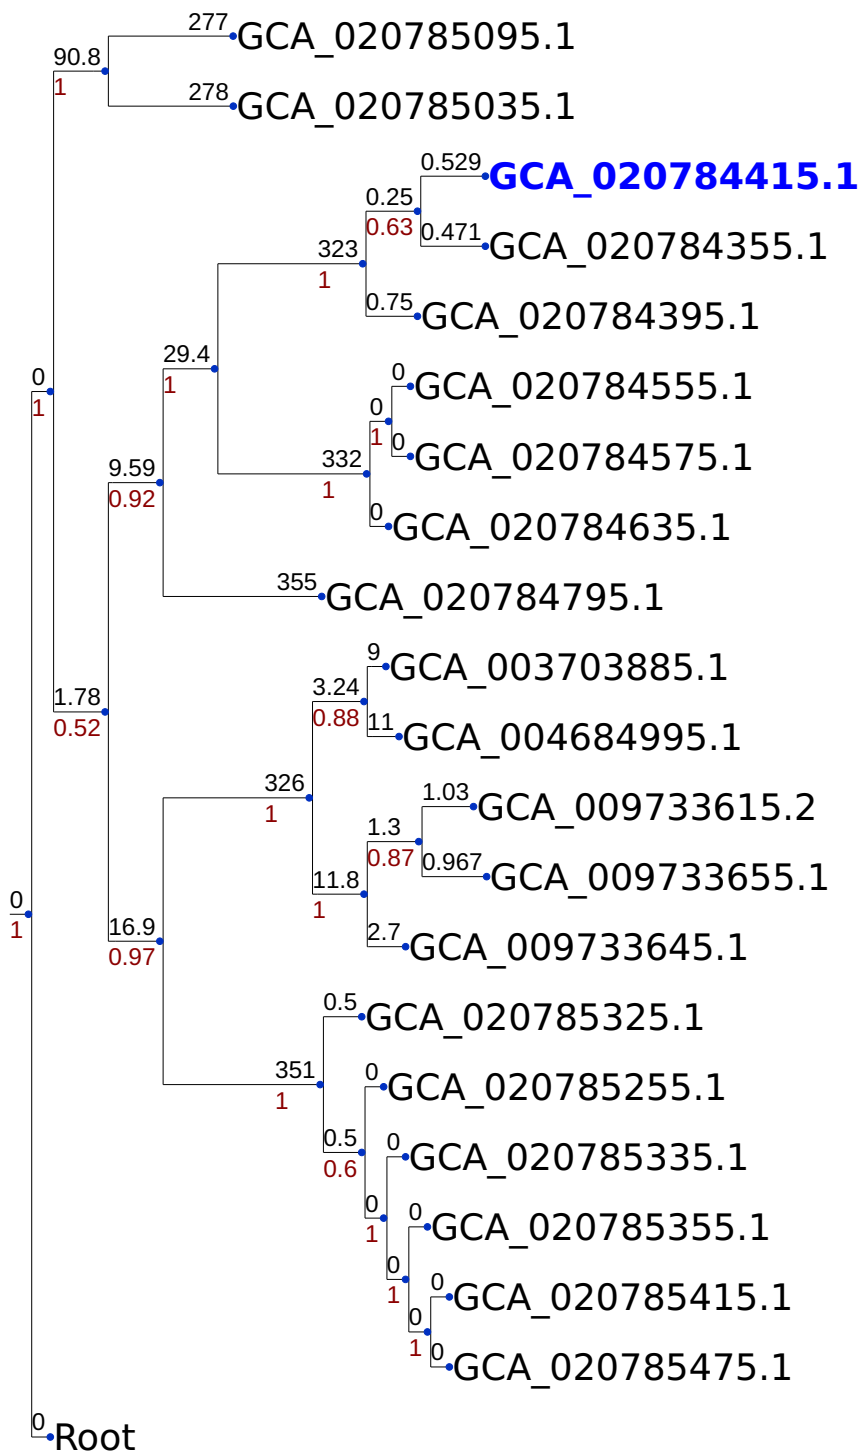 277 GCA_020785095.1
90.8
1
278 GCA_020785035.1
0.529 GCA_020784415.1
0.25
0.63
0.471 GCA_020784355.1
323
1
0.75 GCA_020784395.1
29.4
1
0 GCA_020784555.1
0
1
0
1
0 GCA_020784575.1
332
1
9.59
0.92
0 GCA_020784635.1
355 GCA_020784795.1
9 GCA_003703885.1
3.24
0.88
1.78
0.52
11 GCA_004684995.1
326
1
1.03 GCA_009733615.2
1.3
0.87
0.967 GCA_009733655.1
11.8
1
0
1
16.9
0.97
2.7 GCA_009733645.1
0.5 GCA_020785325.1
351
1
0 GCA_020785255.1
0.5
0.6
0 GCA_020785335.1
0
1
0 GCA_020785355.1
0
1
0 GCA_020785415.1
0
1
0 GCA_020785475.1
0 Root